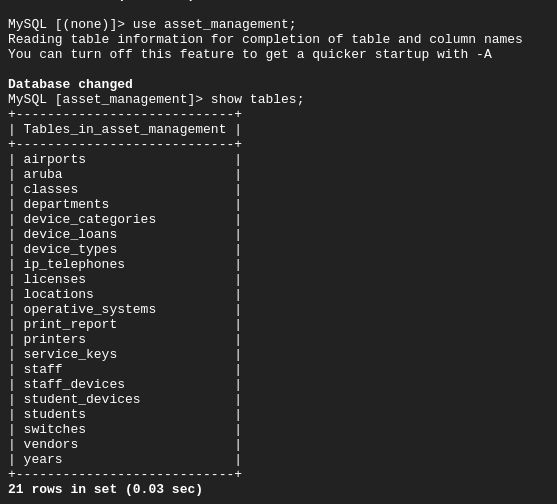 MySQL [(none)]> use asset_management;
Reading table information for completion of table and column names
You can turn off this feature to get a quicker startup with -A
Database changed
MySQL [asset_management]> show tables;
+----------------------------+
| Tables_in_asset_management |
+----------------------------+
| airports                   |
| aruba                      |
| classes                    |
| departments                |
| device_categories          |
| device_loans               |
| device_types               |
| ip_telephones              |
| licenses                   |
| locations                  |
| operative_systems          |
| print_report               |
| printers                   |
| service_keys               |
| staff                      |
| staff_devices              |
| student_devices            |
| students                   |
| switches                   |
| vendors                    |
| years                      |
+----------------------------+
21 rows in set (0.03 sec)